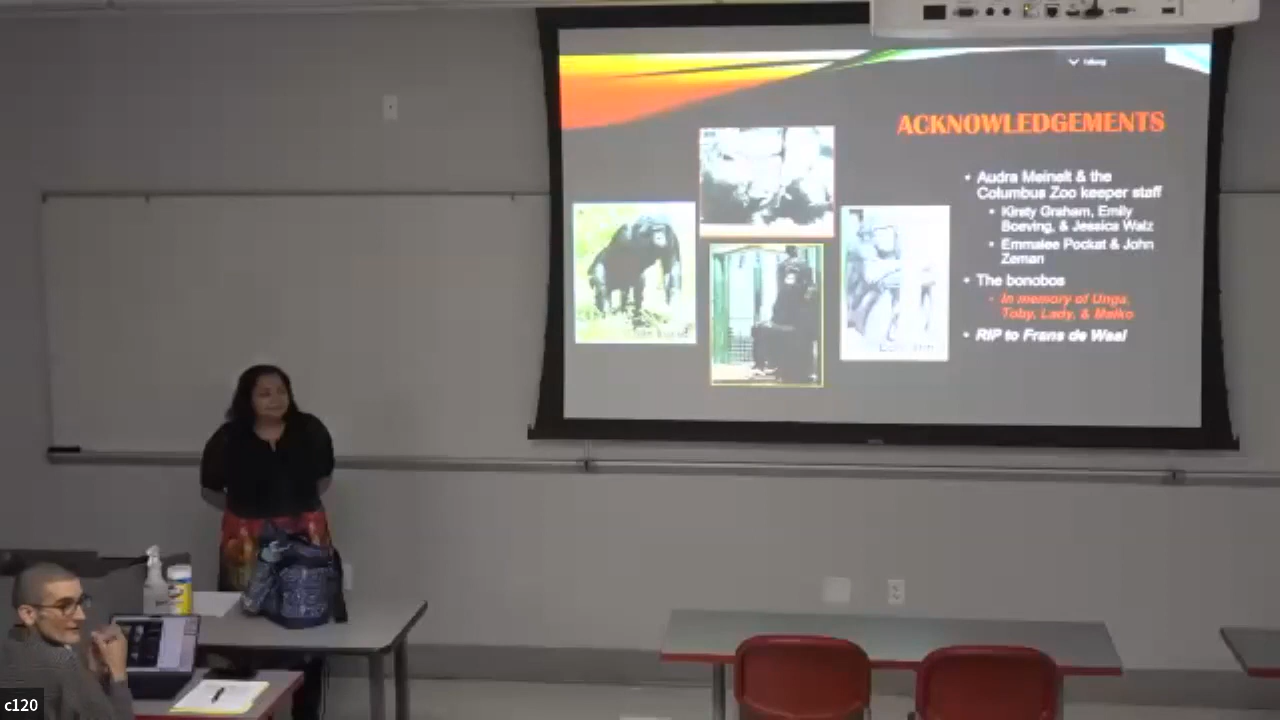 Talking
ACKNOWLEDGEMENTS
• Audra Meinelt & the
Columbus Zoo keeper staff
• Kirsty Graham, Emily
Boeving, & Jessica Walz
• Emmalee Pockat & John
Zeman
• The bonobos
• In memory of Unga,
Toby, Lady, & Maiko
• RIP to Frans de Waal
c120